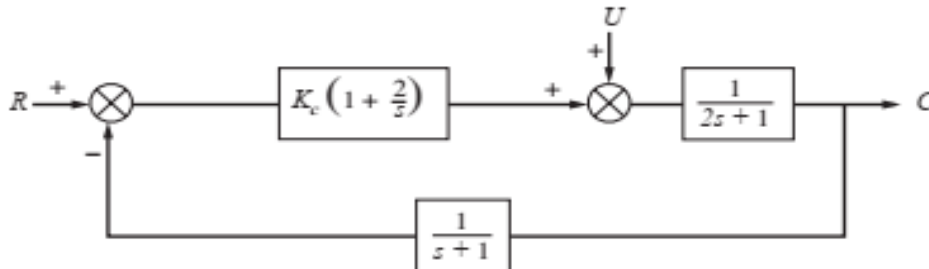 U
+
R + K_c (1 + 2/s) + 1/(2s + 1) C
−
1/(s + 1)